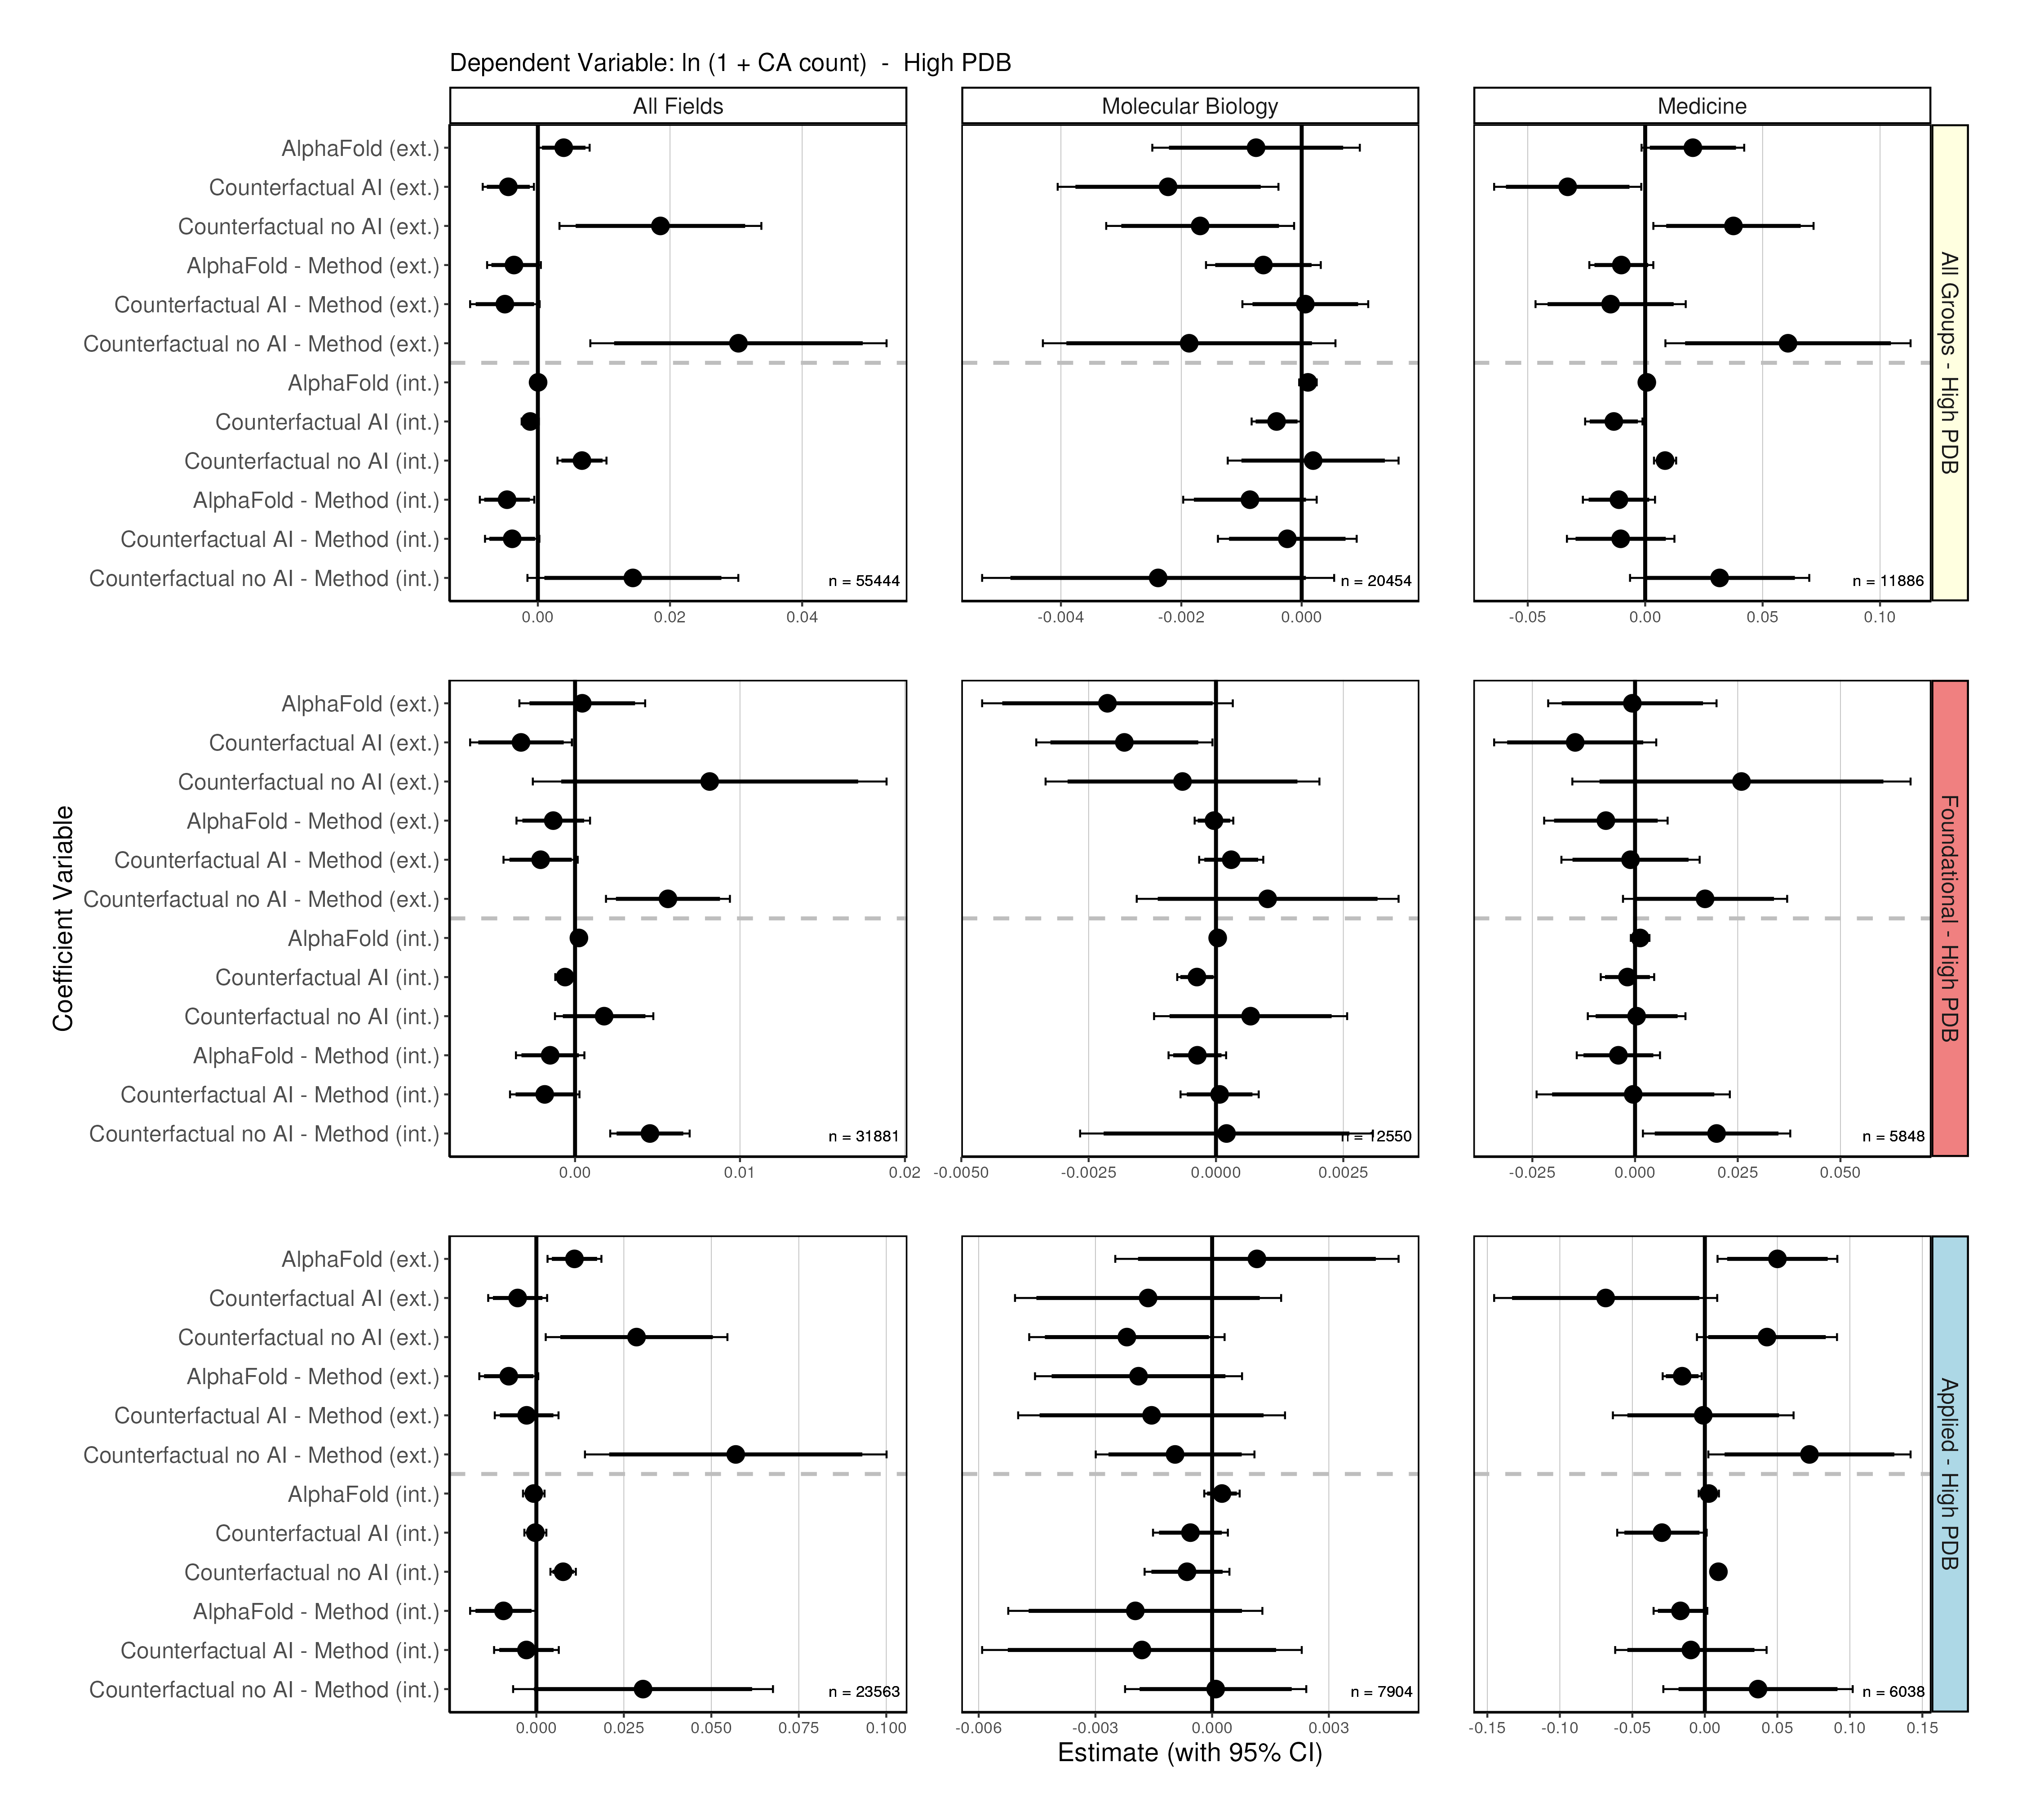 Dependent Variable: ln (1 + CA count)  -  High PDB
All Fields
Molecular Biology
Medicine
AlphaFold (ext.)
Counterfactual AI (ext.)
Counterfactual no AI (ext.)
AlphaFold - Method (ext.)
Counterfactual AI - Method (ext.)
Counterfactual no AI - Method (ext.)
AlphaFold (int.)
Counterfactual AI (int.)
Counterfactual no AI (int.)
AlphaFold - Method (int.)
Counterfactual AI - Method (int.)
Counterfactual no AI - Method (int.)
n = 55444
n = 20454
n = 11886
All Groups - High PDB
0.00 0.02 0.04
-0.004 -0.002 0.000
-0.05 0.00 0.05 0.10
Coefficient Variable
AlphaFold (ext.)
Counterfactual AI (ext.)
Counterfactual no AI (ext.)
AlphaFold - Method (ext.)
Counterfactual AI - Method (ext.)
Counterfactual no AI - Method (ext.)
AlphaFold (int.)
Counterfactual AI (int.)
Counterfactual no AI (int.)
AlphaFold - Method (int.)
Counterfactual AI - Method (int.)
Counterfactual no AI - Method (int.)
n = 31881
n = 12550
n = 5848
Foundational - High PDB
0.00 0.01 0.02
-0.0050 -0.0025 0.0000 0.0025
-0.025 0.000 0.025 0.050
AlphaFold (ext.)
Counterfactual AI (ext.)
Counterfactual no AI (ext.)
AlphaFold - Method (ext.)
Counterfactual AI - Method (ext.)
Counterfactual no AI - Method (ext.)
AlphaFold (int.)
Counterfactual AI (int.)
Counterfactual no AI (int.)
AlphaFold - Method (int.)
Counterfactual AI - Method (int.)
Counterfactual no AI - Method (int.)
n = 23563
n = 7904
n = 6038
Applied - High PDB
0.000 0.025 0.050 0.075 0.100
-0.006 -0.003 0.000 0.003
-0.15 -0.10 -0.05 0.00 0.05 0.10 0.15
Estimate (with 95% CI)